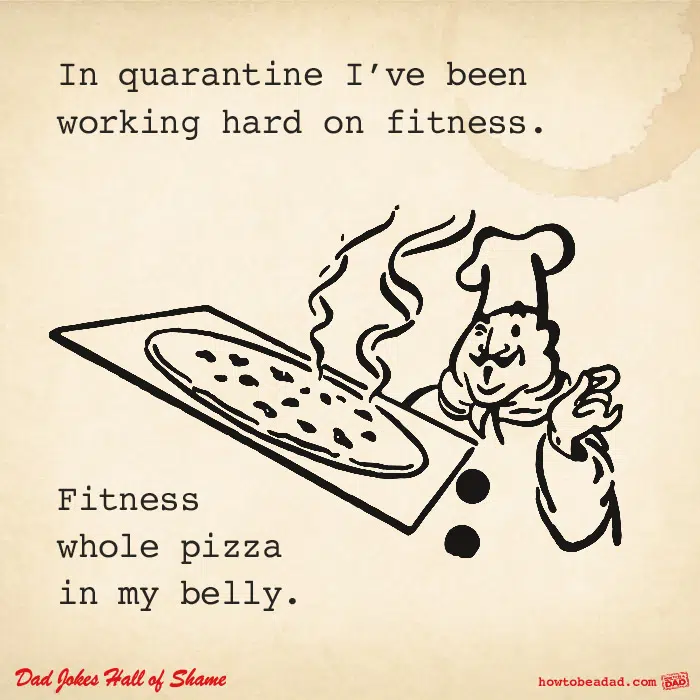 In quarantine I’ve been
working hard on fitness.
Fitness
whole pizza
in my belly.
Dad Jokes Hall of Shame
howtobeadad.com